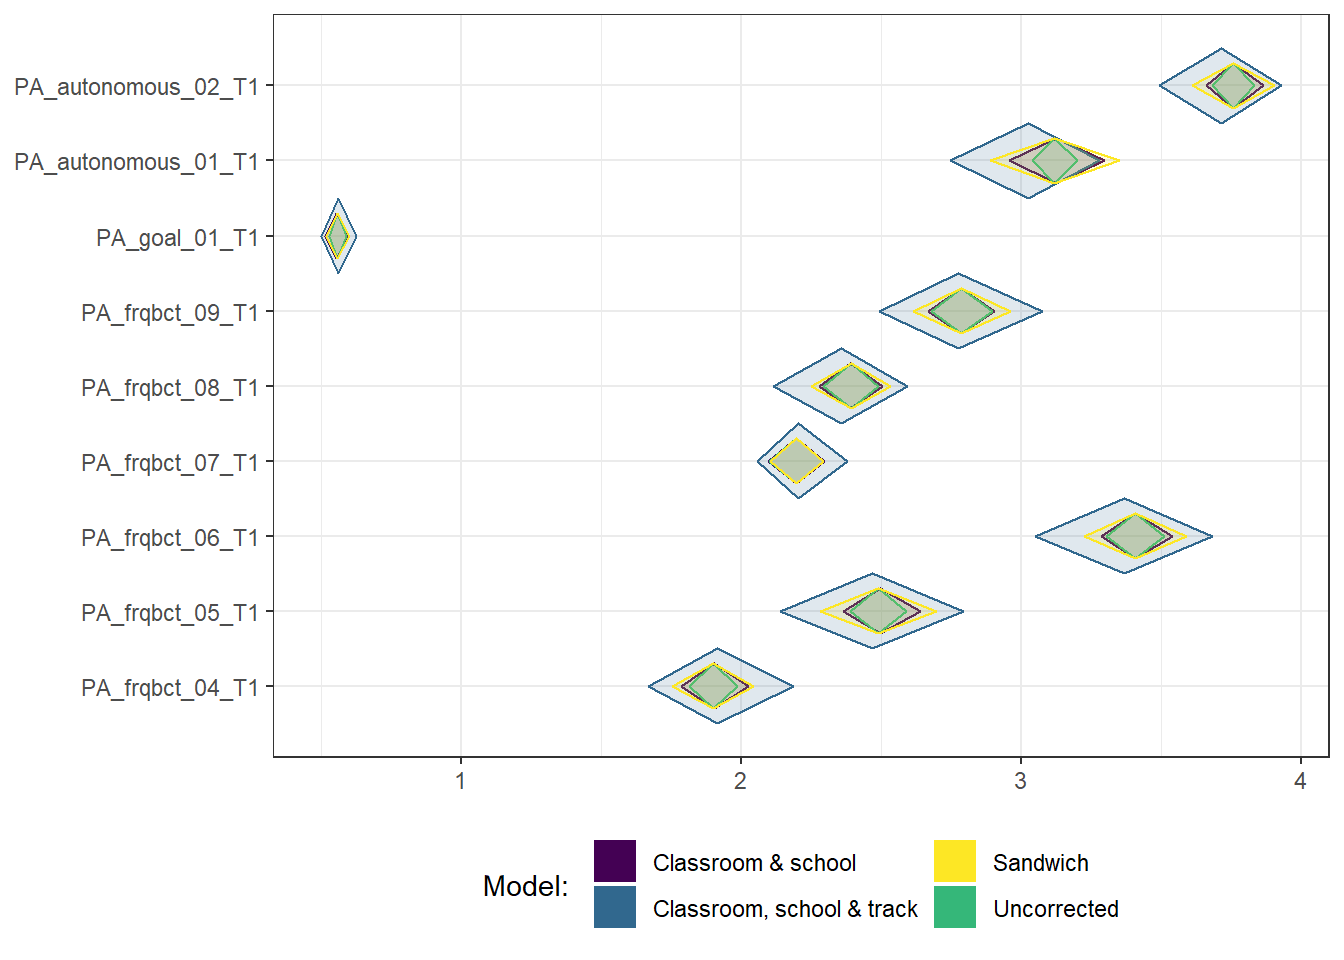 PA_autonomous_02_T1
PA_autonomous_01_T1
PA_goal_01_T1
PA_frqbct_09_T1
PA_frqbct_08_T1
PA_frqbct_07_T1
PA_frqbct_06_T1
PA_frqbct_05_T1
PA_frqbct_04_T1
1 2 3 4
Model:
Classroom & school Sandwich
Classroom, school & track Uncorrected